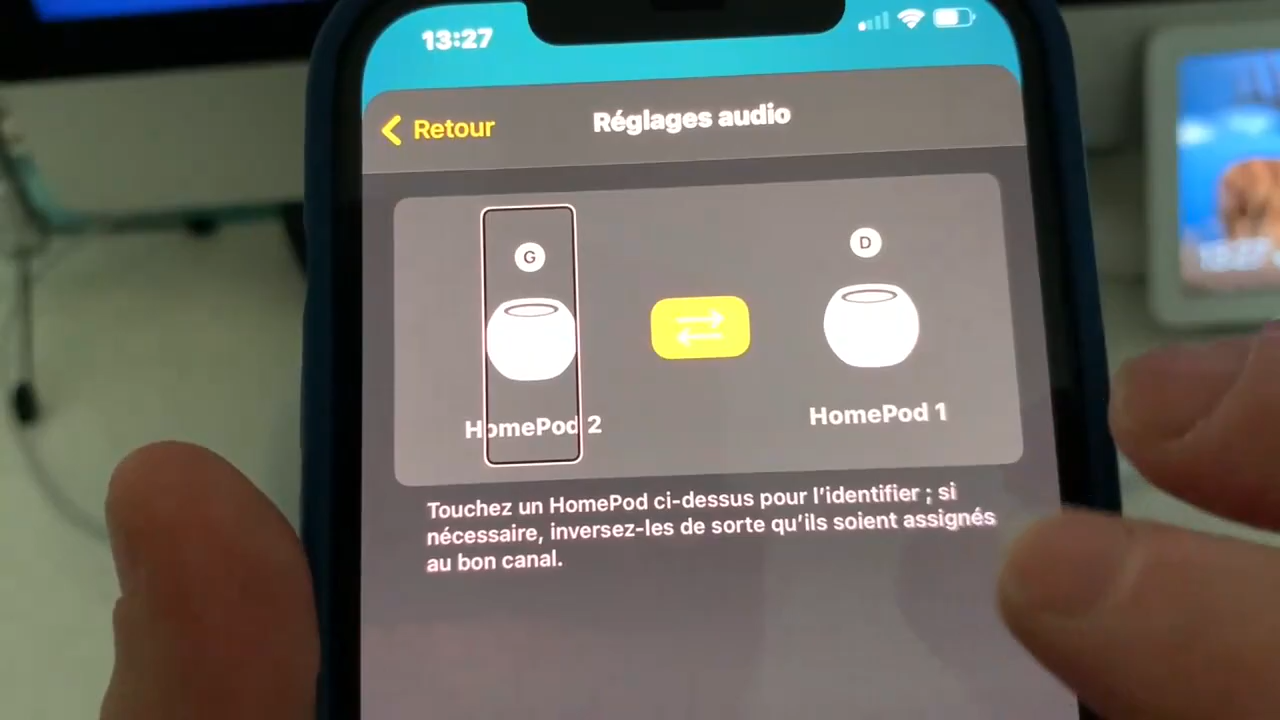 13:27
Retour
Réglages audio
G
D
HomePod 2
HomePod 1
Touchez un HomePod ci-dessus pour l'identifier ; si
nécessaire, inversez-les de sorte qu'ils soient assignés
au bon canal.